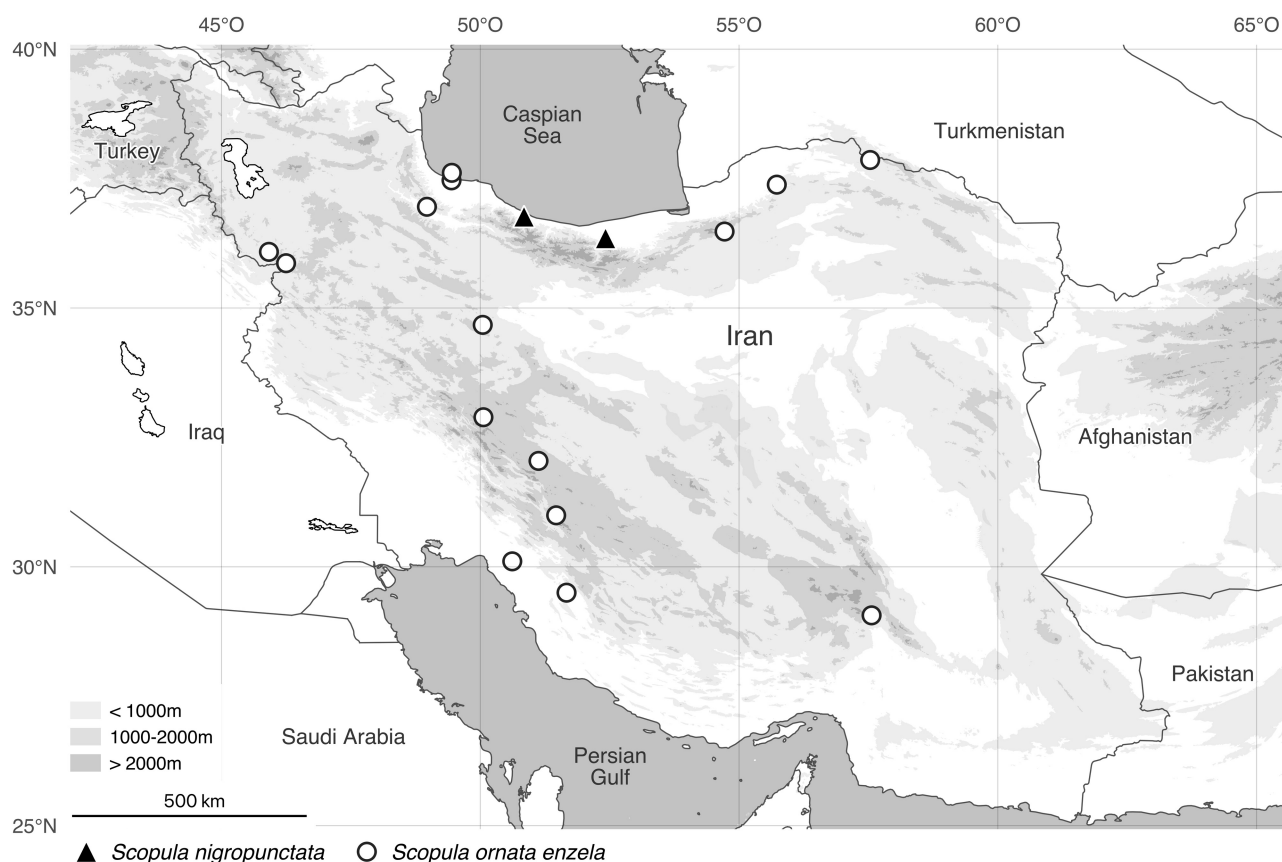 45°O 50°O 55°O 60°O 65°O
40°N
Caspian
Sea
Turkmenistan
Turkey
35°N
Iran
Iraq
Afghanistan
30°N
Pakistan
< 1000m
1000-2000m
> 2000m
Saudi Arabia
Persian
Gulf
500 km
25°N
Scopula nigropunctata Scopula ornata enzela